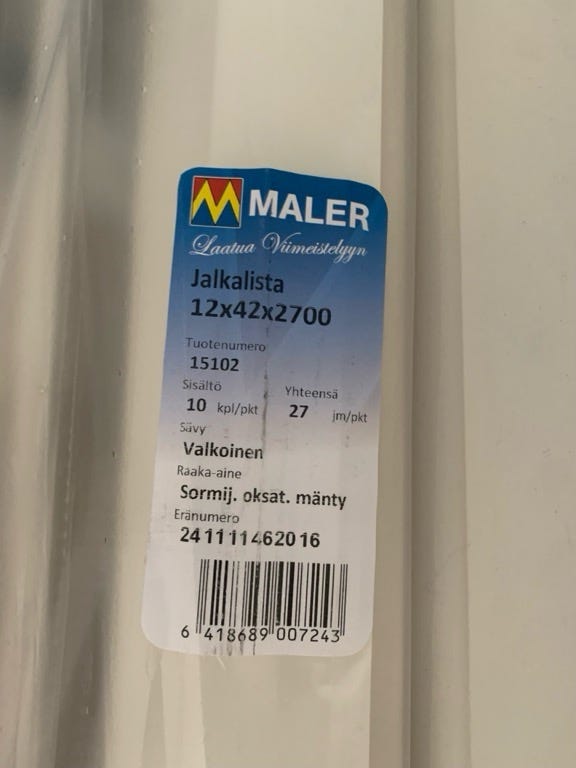 M MALER
Laatua Viimeistelyyn
Jalkalista
12x42x2700
Tuotenumero
15102
Sisältö Yhteensä
10 kpl/pkt 27 jm/pkt
Sävy
Valkoinen
Raaka-aine
Sormij. oksat. mänty
Eränumero
241111462016
6 418689 007243